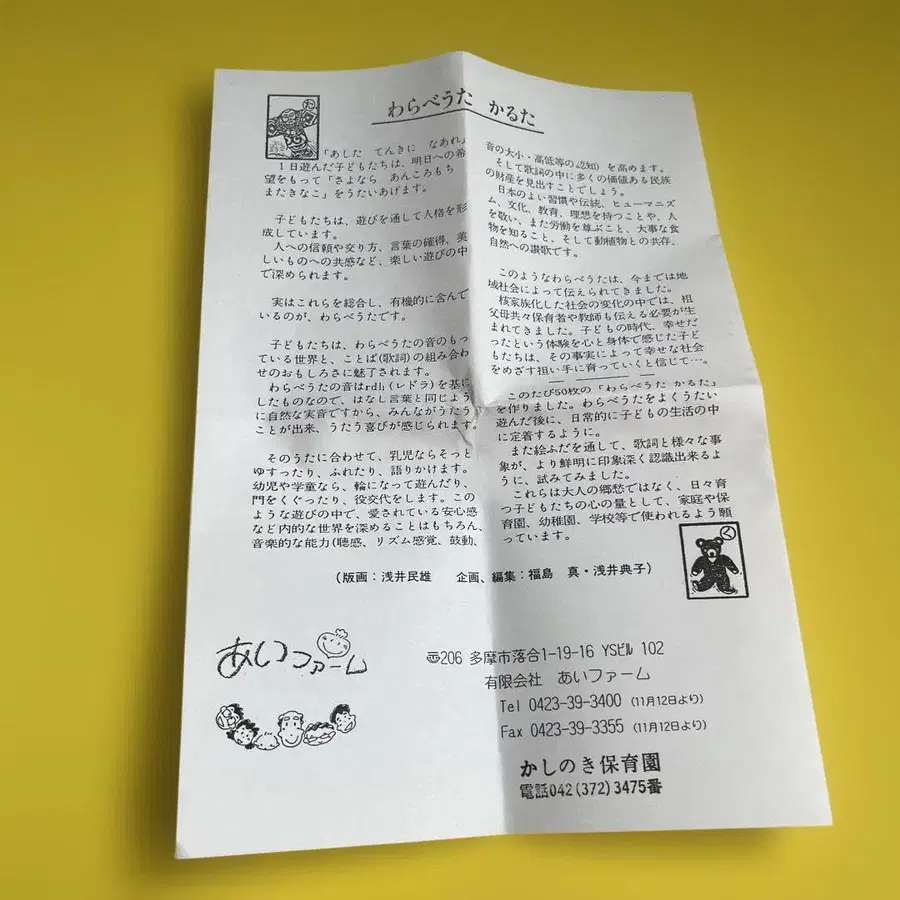 わらべうた かるた
「あした てんきに なあれ」
1日遊んだ子どもたちは、明日への希
望をもって「さよなら あんころもち
またきなこ」をうたいあげます。
子どもたちは、遊びを通して人格を形
成しています。
人への信頼や交り方、言葉の確得、美
しいものへの共感など、楽しい遊びの中
で深められます。
実はこれらを総合し、有機的に含んで
いるのが、わらべうたです。
子どもたちは、わらべうたの音のもっ
ている世界と、ことば(歌詞)の組み合わ
せのおもしろさに魅了されます。
わらべうたの音はrdl,(レドラ)を基に
したものなので、はなし言葉と同じよう
に自然な実音ですから、みんながうたう
ことが出来、うたう喜びが感じられます。
そのうたに合わせて、乳児ならそっと
ゆすったり、ふれたり、語りかけます。
幼児や学童なら、輪になって遊んだり、
門をくぐったり、役交代をします。この
ような遊びの中で、愛されている安心感
など内的な世界を深めることはもちろん、
音楽的な能力(聴感、リズム感覚、鼓動、
音の大小・高低等の認知)を高めます。
そして歌詞の中に多くの価値ある民族
の財産を見出すことでしょう。
日本のよい習慣や伝統、ヒューマニズ
ム、文化、教育、理想を持つことや、人
を敬い、また労働を尊ぶこと、大事な食
物を知ること、そして動植物との共存、
自然への讃歌です。
このようなわらべうたは、今までは地
域社会によって伝えられてきました。
核家族化した社会の変化の中では、祖
父母共々保育者や教師も伝える必要が生
まれてきました。子どもの時代、幸せだ
ったという体験を心と身体で感じた子ど
もたちは、その事実によって幸せな社会
をめざす担い手に育っていくと信じて…。
このたび50枚の「わらべうた かるた」
を作りました。わらべうたをよくうたい
遊んだ後に、日常的に子どもの生活の中
に定着するように。
また絵ふだを通して、歌詞と様々な事
象が、より鮮明に印象深く認識出来るよ
うに、試みてみました。
これらは大人の郷愁ではなく、日々育
つ子どもたちの心の量として、家庭や保
育園、幼稚園、学校等で使われるよう願
っています。
く
(版画:浅井民雄 企画、編集:福島 真・浅井典子)
あいファーム
〠206 多摩市落合1-19-16 YSビル 102
有限会社 あいファーム
Tel 0423-39-3400 (11月12日より)
Fax 0423-39-3355 (11月12日より)
かしのき保育園
電話042(372)3475番